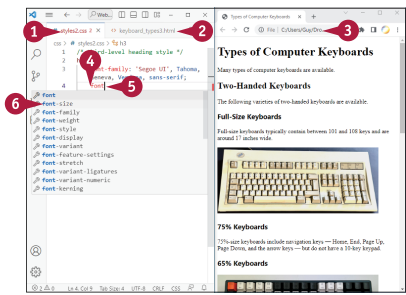 Prog...
Types of Computer Keyboards
1
styles2.css 2
keyboard_types3.html
2
File C:/Users/Guy/Dro...
3
css > # styles2.css > h3
1
4
font-family: 'Segoe UI', Tahoma,
Geneva, Verdana, sans-serif;
4 font
5
6
font
font-size
font-family
font-weight
font-style
font-display
font-variant
font-feature-settings
font-stretch
font-variant-ligatures
font-variant-numeric
font-kerning
2 0 Ln 4, Col 9 Tab Size: 4 UTF-8 CRLF CSS
Types of Computer Keyboards
Many types of computer keyboards are available.
Two-Handed Keyboards
The following varieties of two-handed keyboards are available.
Full-Size Keyboards
Full-size keyboards typically contain between 101 and 108 keys and are
around 17 inches wide.
75% Keyboards
75%-size keyboards include navigation keys — Home, End, Page Up,
Page Down, and the arrow keys — but do not have a 10-key keypad.
65% Keyboards